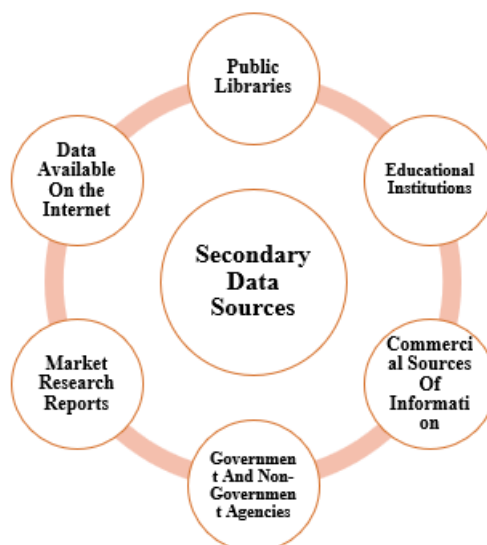 Public
Libraries
Educational
Institutions
Commerci
al Sources
Of
Informati
on
Governmen
t And Non-
Governmen
t Agencies
Market
Research
Reports
Data
Available
On the
Internet
Secondary
Data
Sources